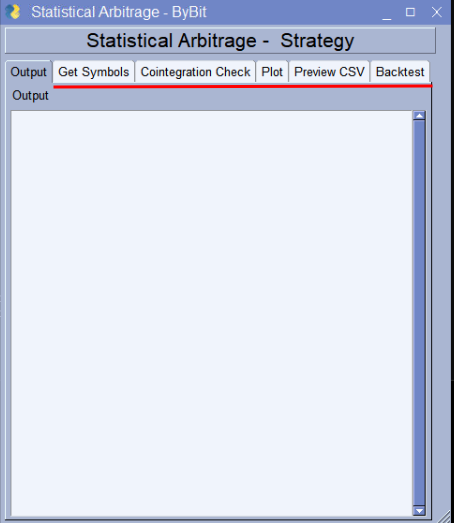 Statistical Arbitrage - ByBit
Statistical Arbitrage -  Strategy
Output Get Symbols Cointegration Check Plot Preview CSV Backtest
Output